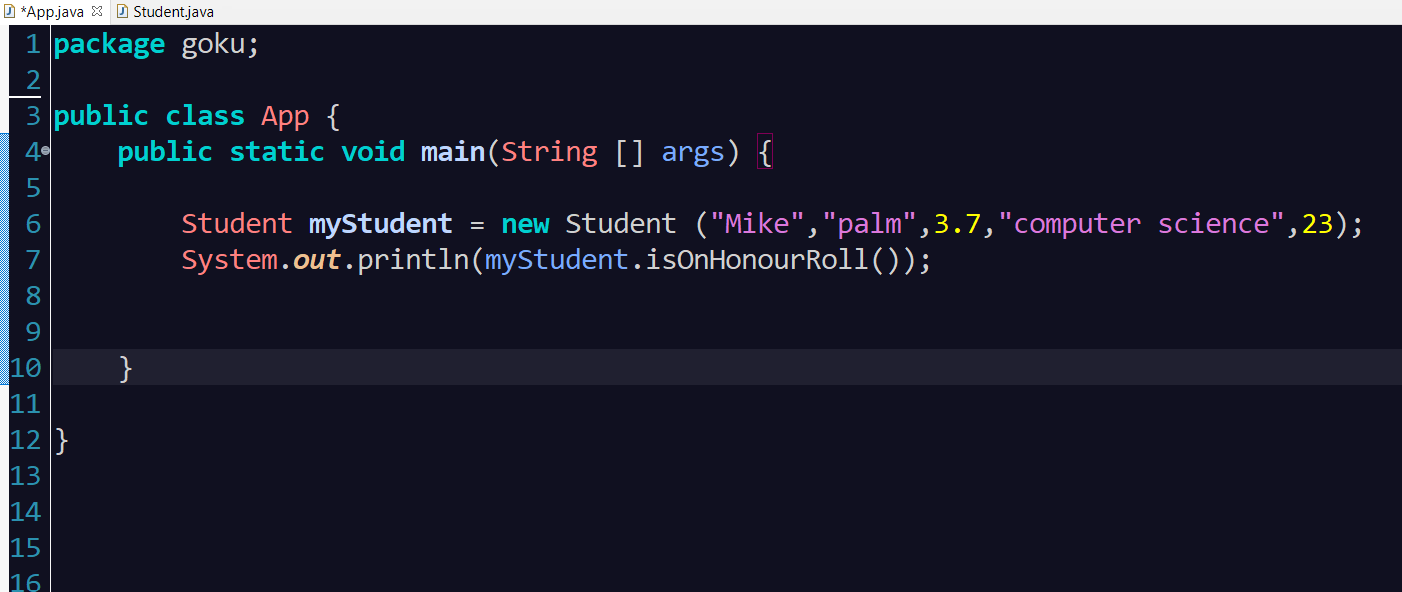 *App.java Student.java
1 package goku;
2
3 public class App {
4 public static void main(String [] args) {
5
6 Student myStudent = new Student ("Mike","palm",3.7,"computer science",23);
7 System.out.println(myStudent.isOnHonourRoll());
8
9
10 }
11
12 }
13
14
15
16